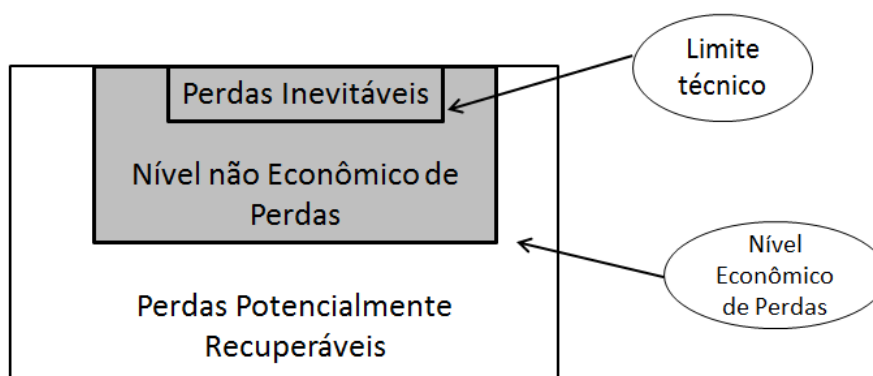 Perdas Inevitáveis
Limite
técnico
Nível não Econômico de
Perdas
Nível
Econômico
de Perdas
Perdas Potencialmente
Recuperáveis